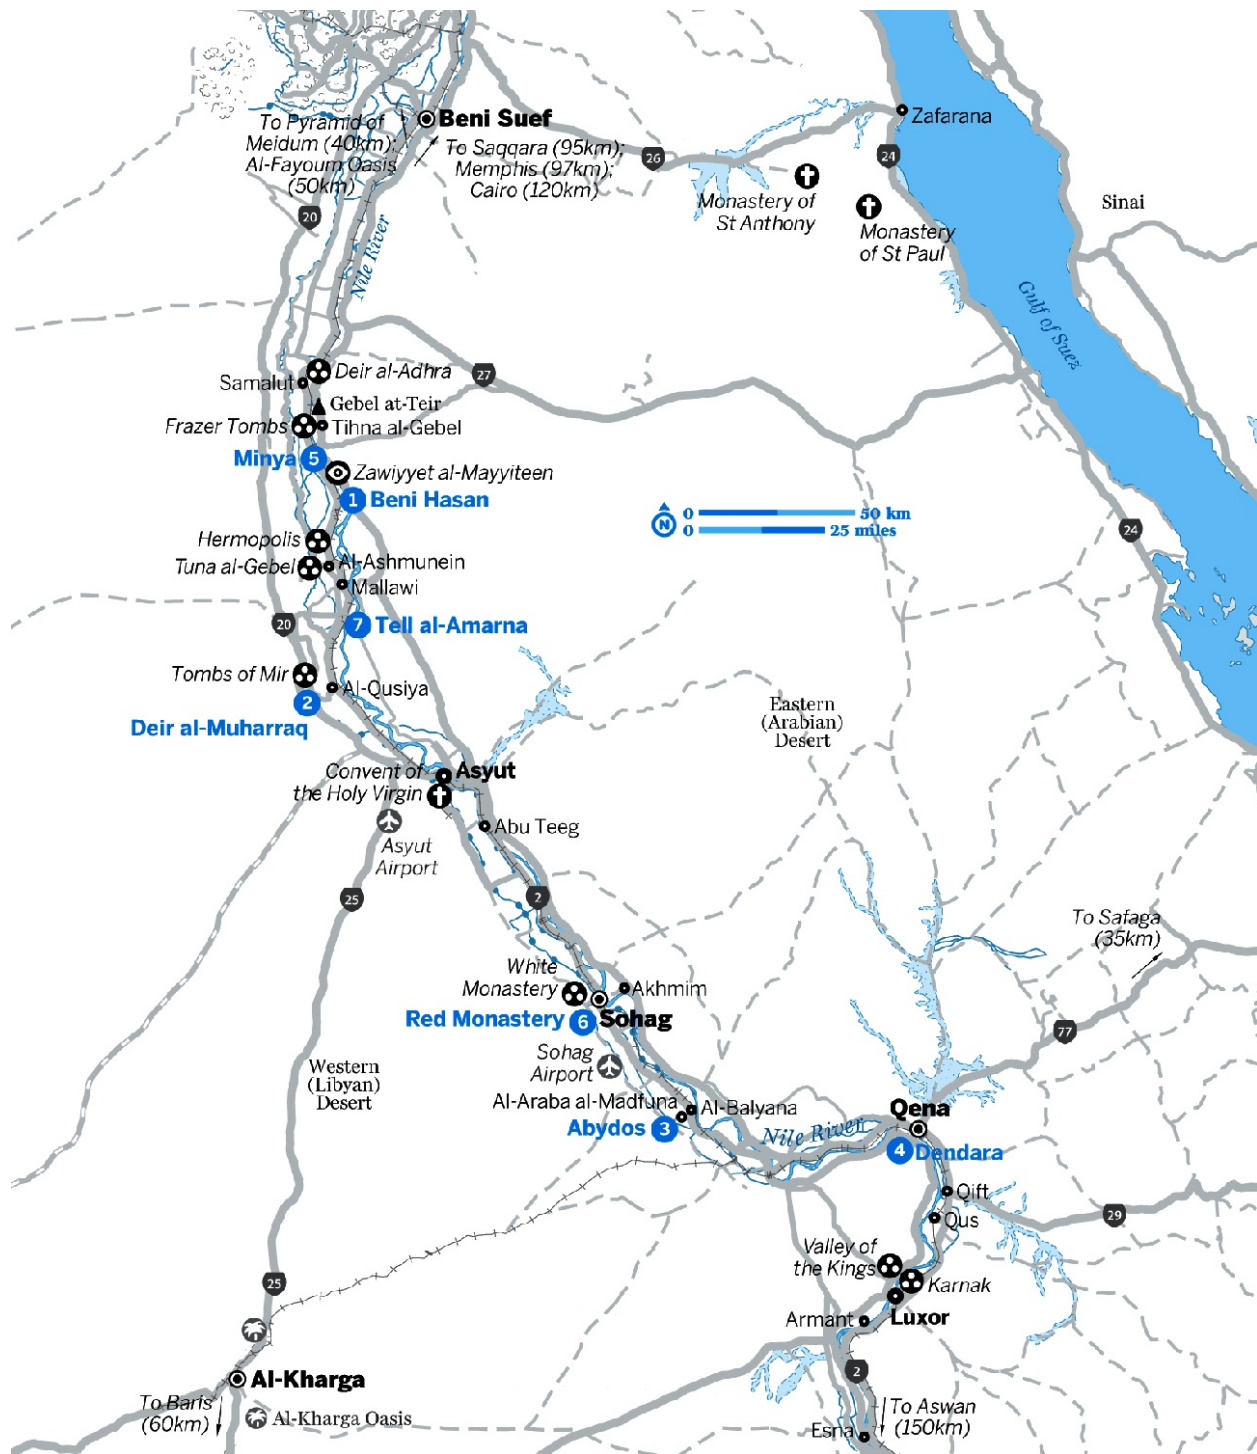 Beni Suef
Zafarana
To Pyramid of
Meidum (40km);
Al-Fayoum Oasis
(50km)
To Saqqara (95km);
Memphis (97km);
Cairo (120km)
26
24
Monastery of
St Anthony
Monastery
of St Paul
Sinai
20
Nile River
Gulf of Suez
Deir al-Adhra
Samalut
27
Gebel at-Teir
Frazer Tombs
Tihna al-Gebel
Minya 5
Zawiyyet al-Mayyiteen
1 Beni Hasan
0 50 km
N
0 25 miles
24
Hermopolis
Tuna al-Gebel
Al-Ashmunein
Mallawi
20
7 Tell al-Amarna
Tombs of Mir
Al-Qusiya
2
Deir al-Muharraq
Eastern
(Arabian)
Desert
Asyut
Convent of
the Holy Virgin
Abu Teeg
Asyut
Airport
25
2
To Safaga
(35km)
White
Monastery
Akhmim
Red Monastery 6 Sohag
77
Sohag
Airport
Western
(Libyan)
Desert
Al-Araba al-Madfuna
Al-Balyana
Abydos 3
Nile River
Qena
4 Dendara
Qift
Qus
29
Valley of
the Kings
Karnak
25
Luxor
Armant
2
Al-Kharga
To Baris
(60km)
Al-Kharga Oasis
To Aswan
(150km)
Esna